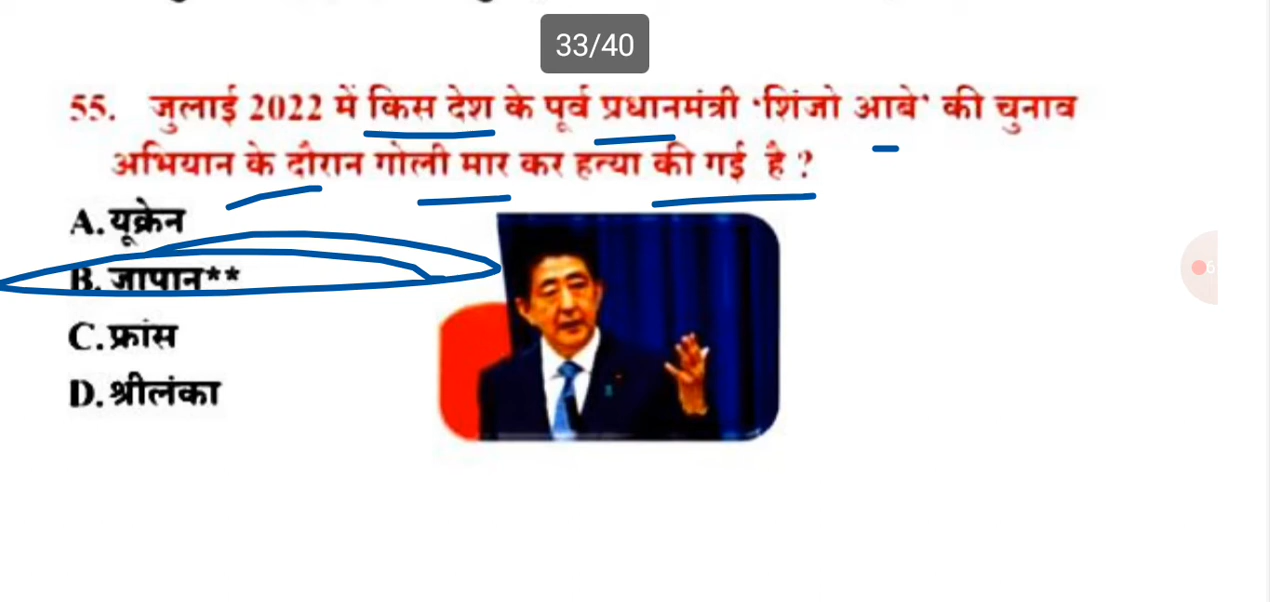 33/40
55. जुलाई 2022 में किस देश के पूर्व प्रधानमंत्री 'शिंजो आबे' की चुनाव
अभियान के दौरान गोली मार कर हत्या की गई है ?
A. यूक्रेन
B. जापान**
C. फ्रांस
D. श्रीलंका